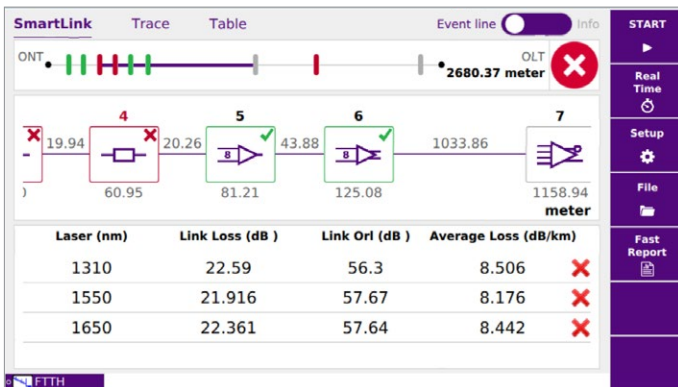 SmartLink Trace Table Event line Info
ONT OLT
2680.37 meter
4 5 6 7
19.94 20.26 43.88 1033.86
8 8
60.95 81.21 125.08 1158.94
meter
Laser (nm) Link Loss (dB ) Link Orl (dB ) Average Loss (dB/km)
1310 22.59 56.3 8.506
1550 21.916 57.67 8.176
1650 22.361 57.64 8.442
FTTH
START
Real
Time
Setup
File
Fast
Report